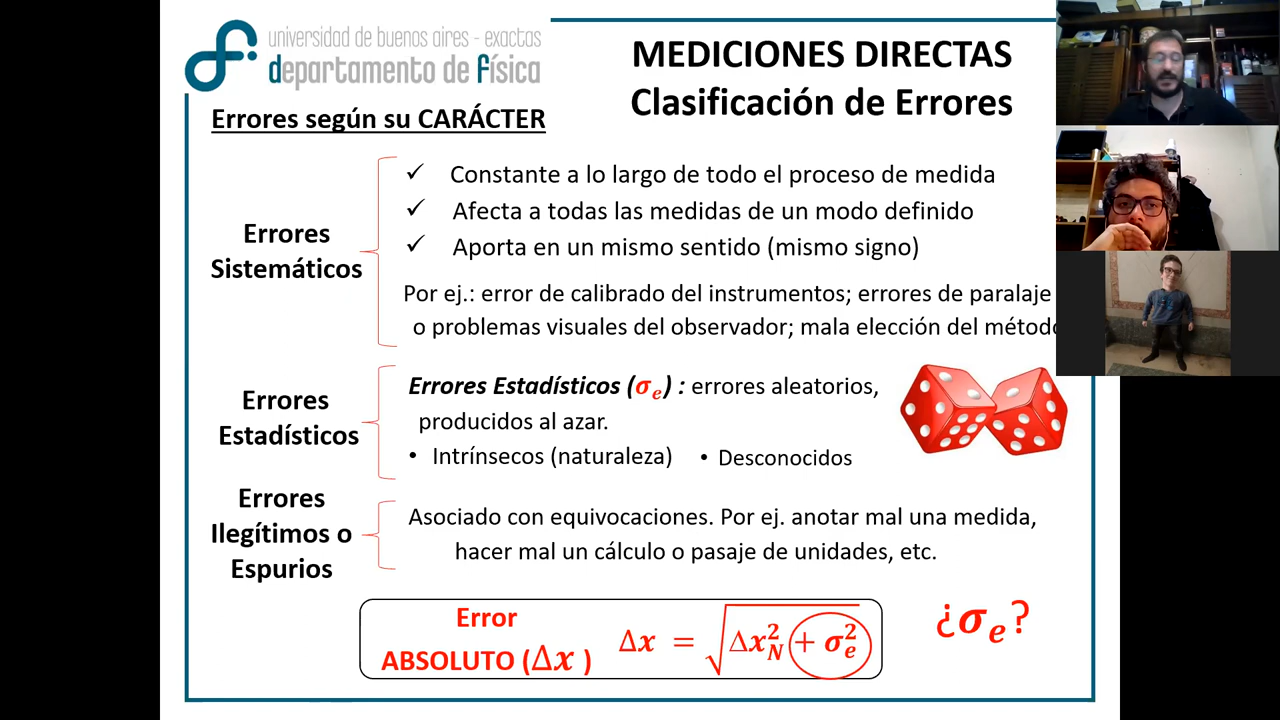 universidad de buenos aires - exactas
departamento de física
MEDICIONES DIRECTAS
Clasificación de Errores
Errores según su CARÁCTER
Errores
Sistemáticos
✓ Constante a lo largo de todo el proceso de medida
✓ Afecta a todas las medidas de un modo definido
✓ Aporta en un mismo sentido (mismo signo)
Por ej.: error de calibrado del instrumentos; errores de paralaje
o problemas visuales del observador; mala elección del método
Errores
Estadísticos
Errores Estadísticos (σₑ) : errores aleatorios,
producidos al azar.
• Intrínsecos (naturaleza) • Desconocidos
Errores
Ilegítimos o
Espurios
Asociado con equivocaciones. Por ej. anotar mal una medida,
hacer mal un cálculo o pasaje de unidades, etc.
Error
ABSOLUTO (Δx )
Δx = √(Δx_N² + σₑ²)
¿σₑ?